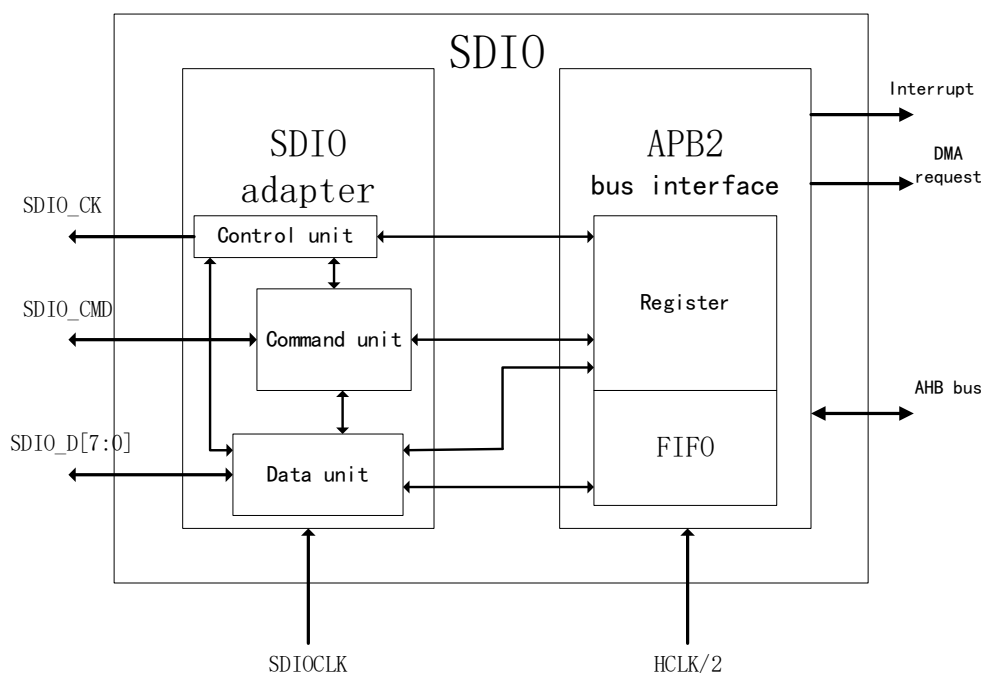 SDIO
Interrupt
SDIO
adapter
APB2
bus interface
DMA
request
SDIO_CK
Control unit
SDIO_CMD
Command unit
Register
AHB bus
SDIO_D[7:0]
Data unit
FIFO
SDIOCLK
HCLK/2